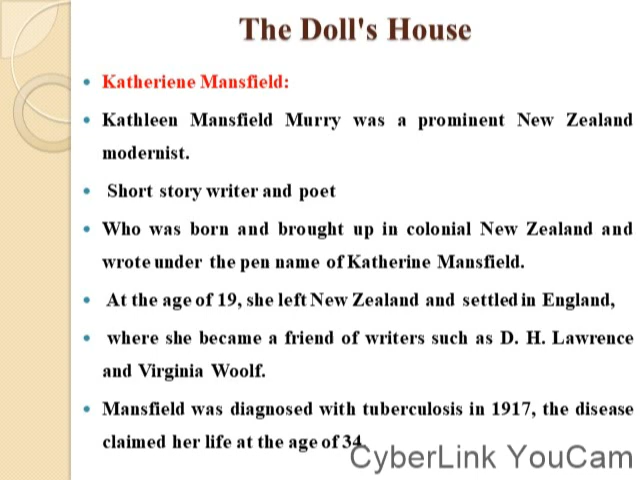 The Doll's House
• Katheriene Mansfield:
• Kathleen Mansfield Murry was a prominent New Zealand
modernist.
• Short story writer and poet
• Who was born and brought up in colonial New Zealand and
wrote under the pen name of Katherine Mansfield.
• At the age of 19, she left New Zealand and settled in England,
• where she became a friend of writers such as D. H. Lawrence
and Virginia Woolf.
• Mansfield was diagnosed with tuberculosis in 1917, the disease
claimed her life at the age of 34.
CyberLink YouCam